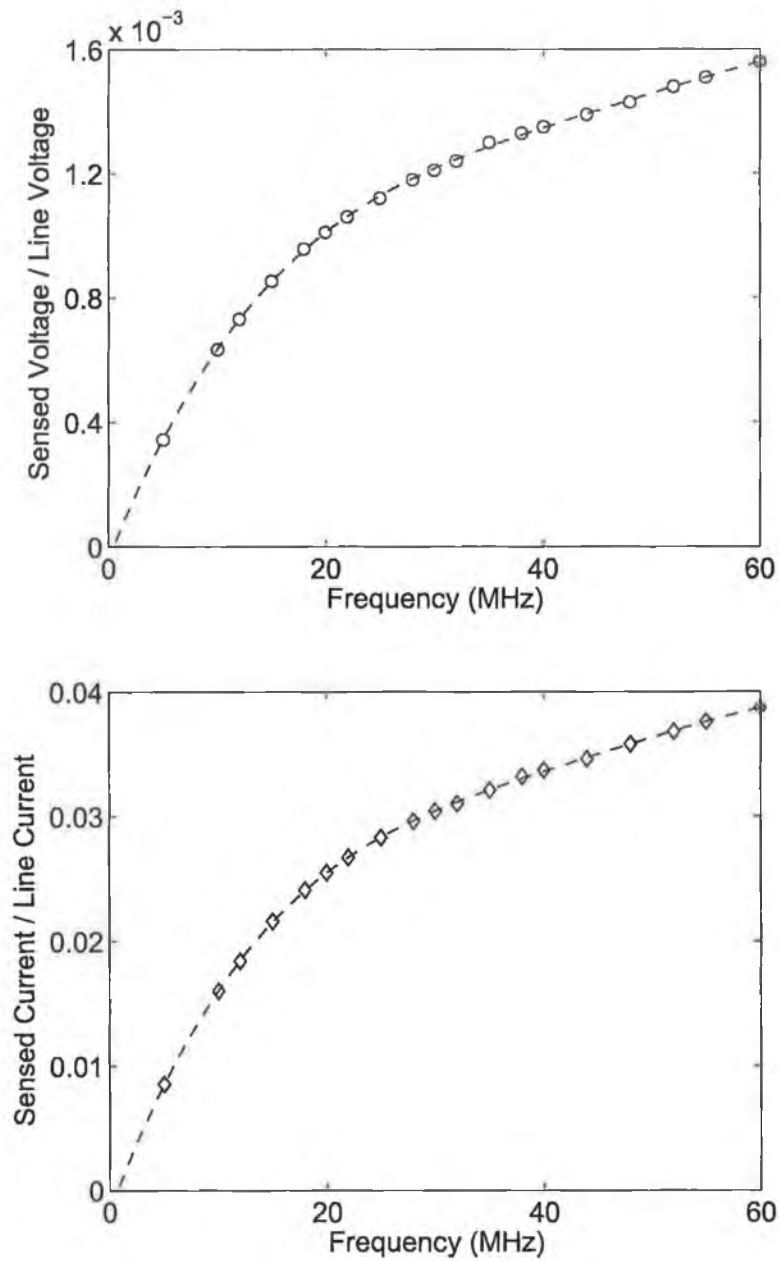 x 10⁻³
1.6
1.2
0.8
0.4
0
Sensed Voltage / Line Voltage
0 20 40 60
Frequency (MHz)
0.04
0.03
0.02
0.01
0
Sensed Current / Line Current
0 20 40 60
Frequency (MHz)